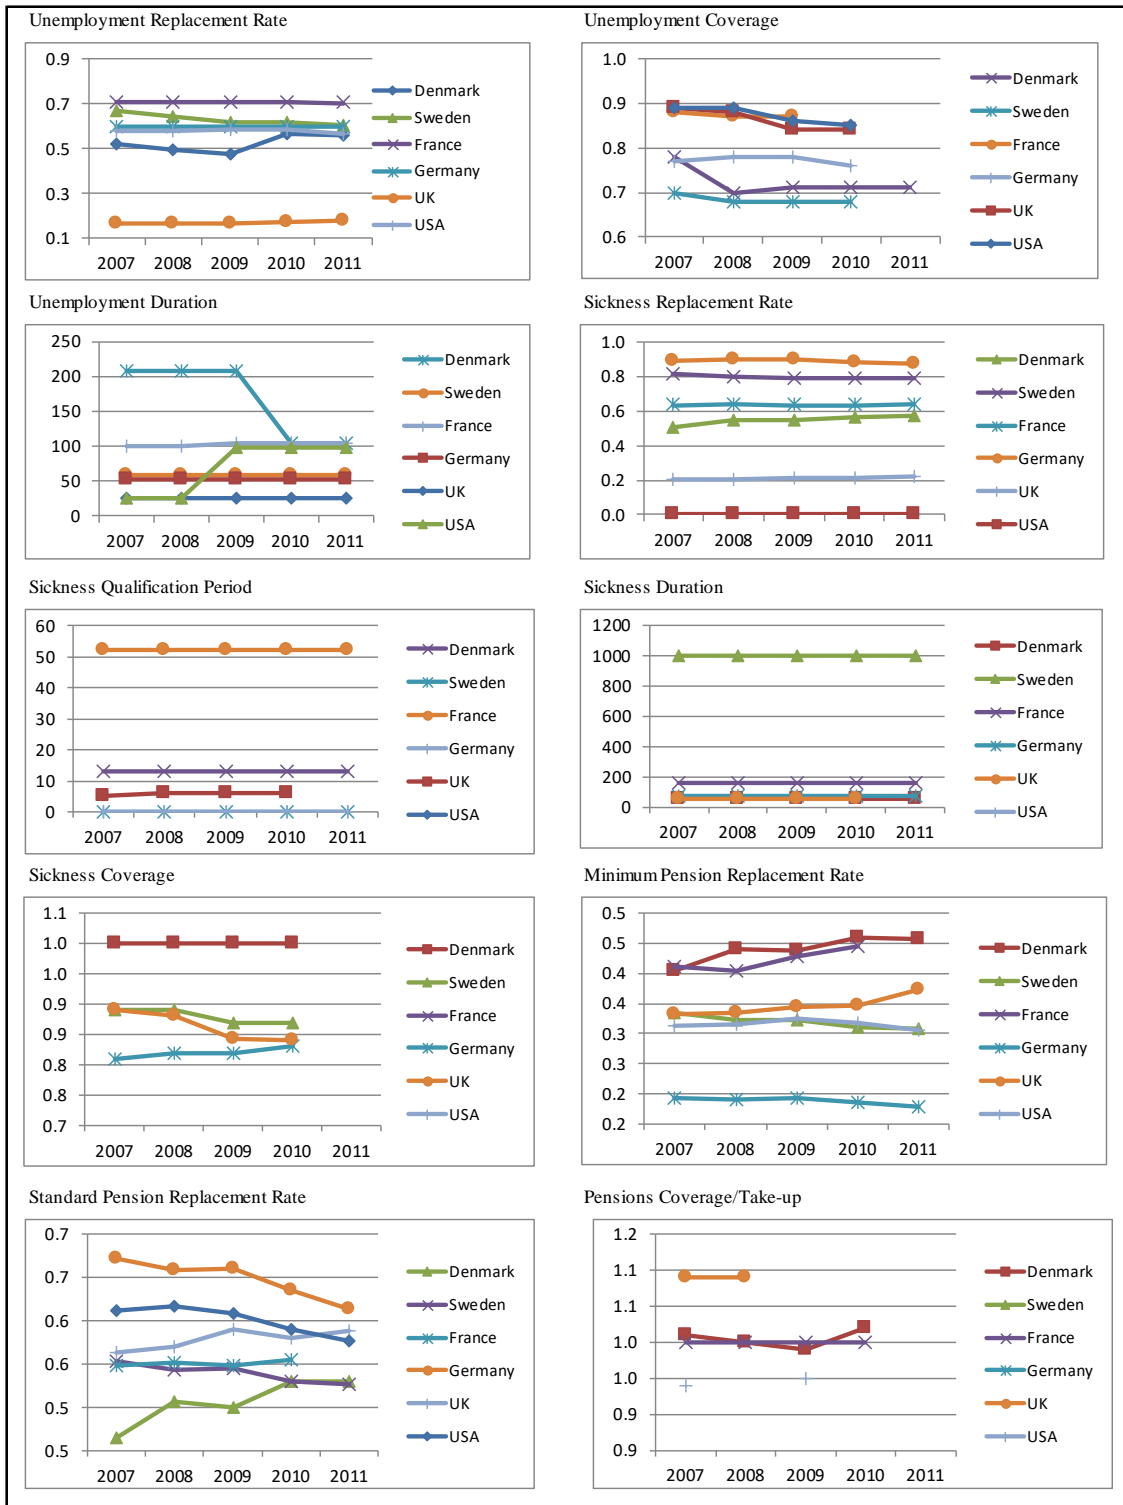 Unemployment Replacement Rate
0.9
0.7
0.5
0.3
0.1
2007 2008 2009 2010 2011
Denmark
Sweden
France
Germany
UK
USA
Unemployment Coverage
1.0
0.9
0.8
0.7
0.6
2007 2008 2009 2010 2011
Denmark
Sweden
France
Germany
UK
USA
Unemployment Duration
250
200
150
100
50
0
2007 2008 2009 2010 2011
Denmark
Sweden
France
Germany
UK
USA
Sickness Replacement Rate
1.0
0.8
0.6
0.4
0.2
0.0
2007 2008 2009 2010 2011
Denmark
Sweden
France
Germany
UK
USA
Sickness Qualification Period
60
50
40
30
20
10
0
2007 2008 2009 2010 2011
Denmark
Sweden
France
Germany
UK
USA
Sickness Duration
1200
1000
800
600
400
200
0
2007 2008 2009 2010 2011
Denmark
Sweden
France
Germany
UK
USA
Sickness Coverage
1.1
1.0
1.0
0.9
0.9
0.8
0.8
0.7
2007 2008 2009 2010 2011
Denmark
Sweden
France
Germany
UK
USA
Minimum Pension Replacement Rate
0.5
0.5
0.4
0.4
0.3
0.3
0.2
0.2
2007 2008 2009 2010 2011
Denmark
Sweden
France
Germany
UK
USA
Standard Pension Replacement Rate
0.7
0.7
0.6
0.6
0.5
0.5
2007 2008 2009 2010 2011
Denmark
Sweden
France
Germany
UK
USA
Pensions Coverage/Take-up
1.2
1.1
1.1
1.0
1.0
0.9
0.9
2007 2008 2009 2010 2011
Denmark
Sweden
France
Germany
UK
USA